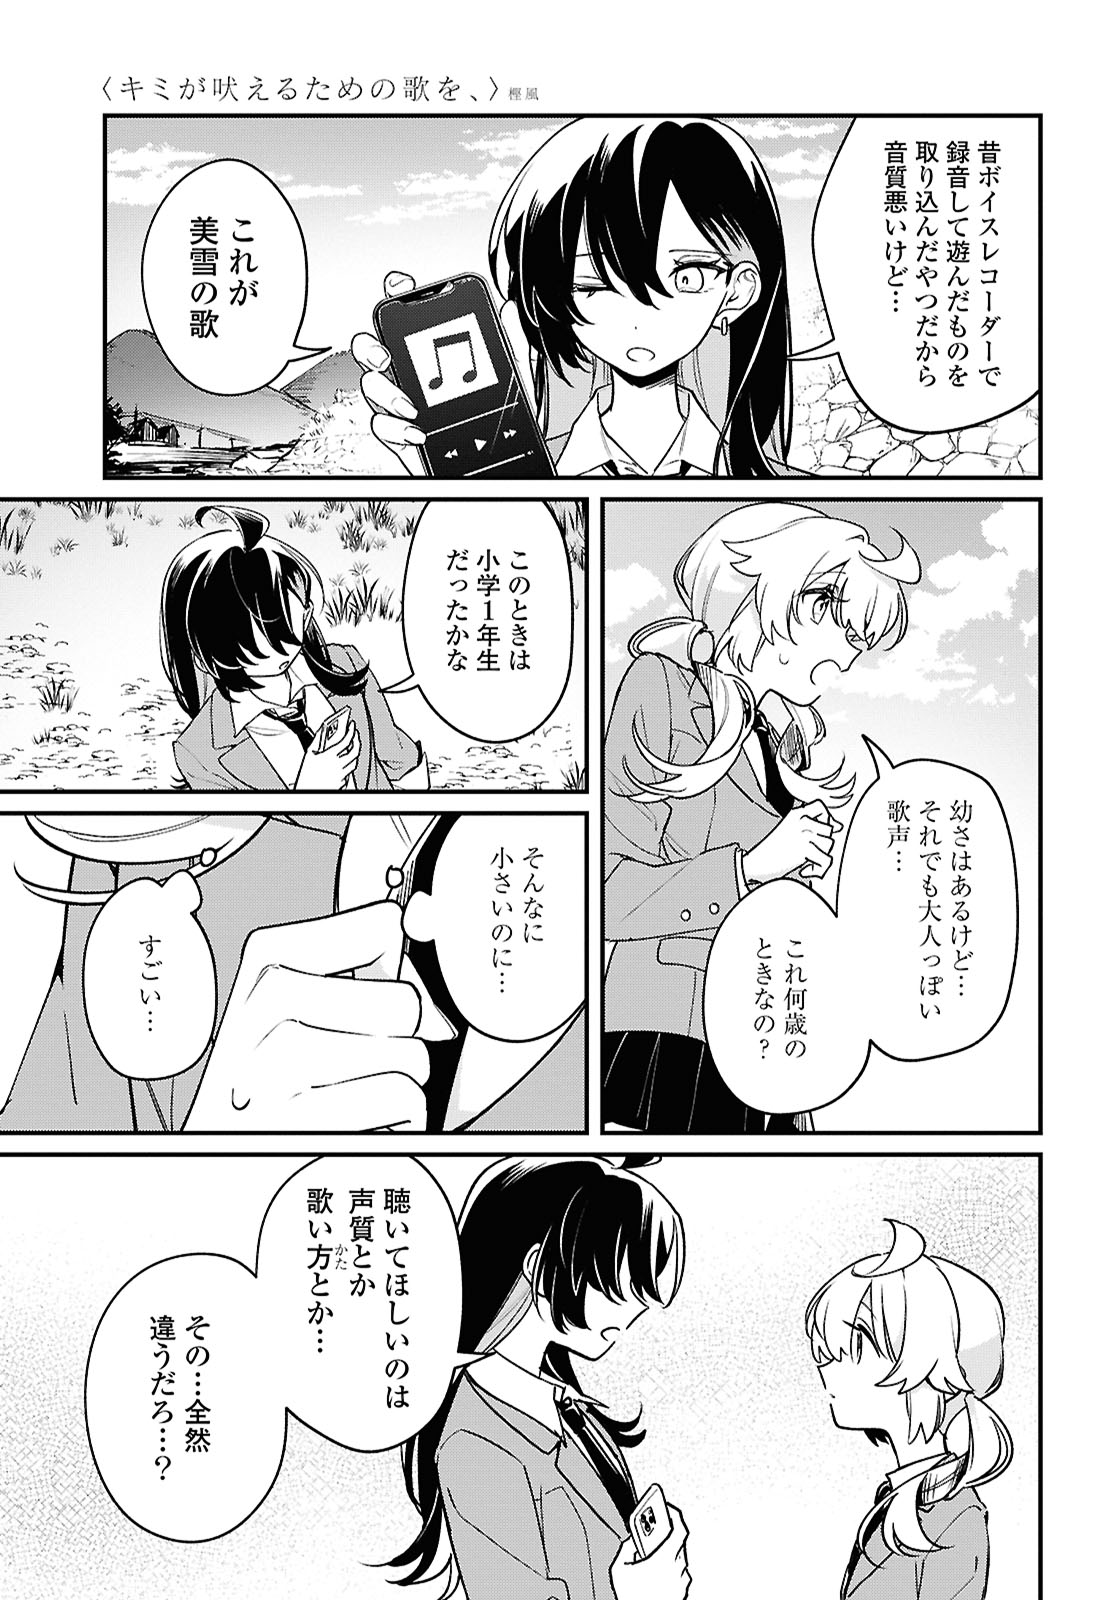 〈キミが吠えるための歌を、〉樫風
昔ボイスレコーダーで
録音して遊んだものを
取り込んだやつだから
音質悪いけど…
これが
美雪の歌
幼さはあるけど…
それでも大人っぽい
歌声…
これ何歳の
ときなの？
このときは
小学1年生
だったかな
そんなに
小さいのに…
すごい…
聴いてほしいのは
声質とか
歌い方とか…
かた
その…全然
違うだろ…？